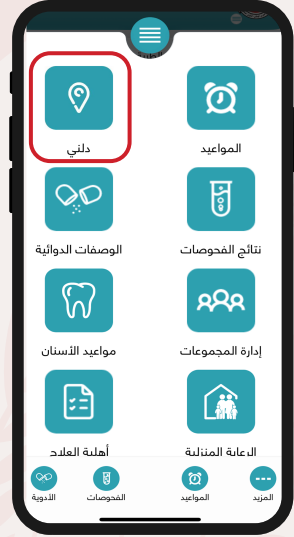 المواعيد
دلني
نتائج الفحوصات
الوصفات الدوائية
إدارة المجموعات
مواعيد الأسنان
الرعاية المنزلية
أهلية العلاج
المزيد
المواعيد
الفحوصات
الأدوية